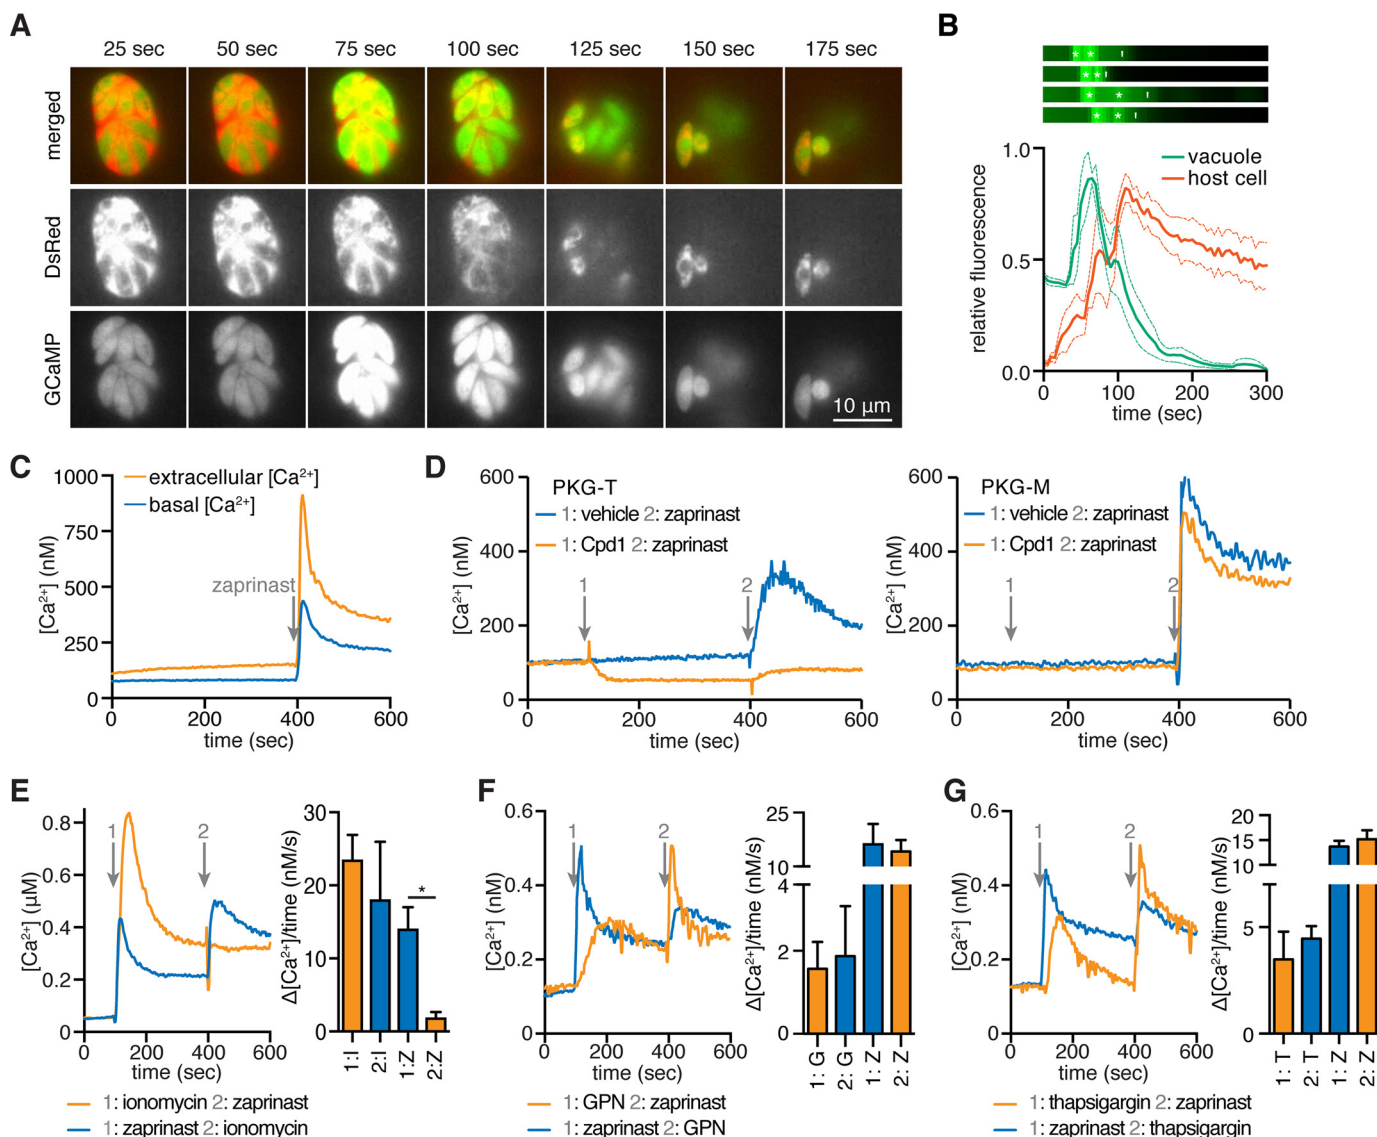 A
25 sec 50 sec 75 sec 100 sec 125 sec 150 sec 175 sec
merged
DsRed
GCaMP
10 µm
B
vacuole
host cell
relative fluorescence
1.0
0.5
0.0
0 100 200 300
time (sec)
C
extracellular [Ca²⁺]
basal [Ca²⁺]
zaprinast
[Ca²⁺] (nM)
1000
750
500
250
0
0 200 400 600
time (sec)
D
PKG-T
1: vehicle 2: zaprinast
1: Cpd1 2: zaprinast
1
2
[Ca²⁺] (nM)
600
400
200
0
0 200 400 600
time (sec)
PKG-M
1: vehicle 2: zaprinast
1: Cpd1 2: zaprinast
1
2
[Ca²⁺] (nM)
600
400
200
0
0 200 400 600
time (sec)
E
1
2
[Ca²⁺] (µM)
0.8
0.6
0.4
0.2
0
0 200 400 600
time (sec)
Δ[Ca²⁺]/time (nM/s)
30
20
10
0
*
1:I 2:I 1:Z 2:Z
1: ionomycin 2: zaprinast
1: zaprinast 2: ionomycin
F
1
2
[Ca²⁺] (nM)
0.6
0.4
0.2
0
0 200 400 600
time (sec)
Δ[Ca²⁺]/time (nM/s)
25
10
4
2
0
1: G 2: G 1: Z 2: Z
1: GPN 2: zaprinast
1: zaprinast 2: GPN
G
1
2
[Ca²⁺] (nM)
0.6
0.4
0.2
0
0 200 400 600
time (sec)
Δ[Ca²⁺]/time (nM/s)
20
15
10
5
0
1: T 2: T 1: Z 2: Z
1: thapsigargin 2: zaprinast
1: zaprinast 2: thapsigargin